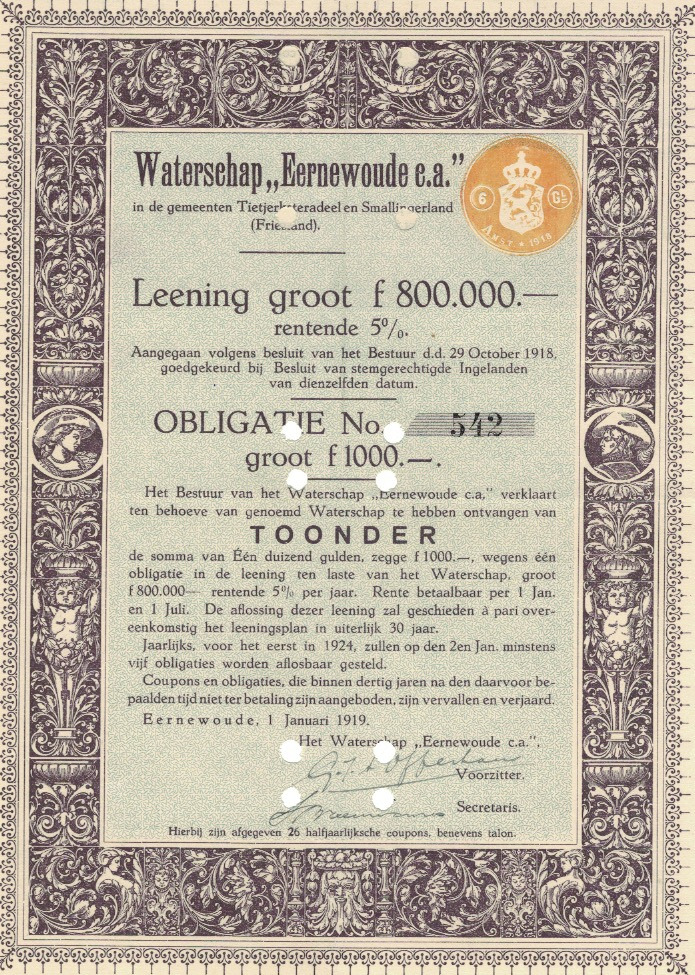 Waterschap „Eernewoude c.a.”
in de gemeenten Tietjerksteradeel en Smallingerland
(Friesland).
6 GL
AMST * 1918
Leening groot f 800.000.—
rentende 5%.
Aangegaan volgens besluit van het Bestuur d.d. 29 October 1918,
goedgekeurd bij Besluit van stemgerechtigde Ingelanden
van dienzelfden datum.
OBLIGATIE No. 542
groot f 1000.—.
Het Bestuur van het Waterschap „Eernewoude c.a.” verklaart
ten behoeve van genoemd Waterschap te hebben ontvangen van
TOONDER
de somma van Één duizend gulden, zegge f 1000.—, wegens één
obligatie in de leening ten laste van het Waterschap, groot
f 800.000— rentende 5% per jaar. Rente betaalbaar per 1 Jan.
en 1 Juli. De aflossing dezer leening zal geschieden à pari over-
eenkomstig het leeningsplan in uiterlijk 30 jaar.
Jaarlijks, voor het eerst in 1924, zullen op den 2en Jan. minstens
vijf obligaties worden aflosbaar gesteld.
Coupons en obligaties, die binnen dertig jaren na den daarvoor be-
paalden tijd niet ter betaling zijn aangeboden, zijn vervallen en verjaard.
Eernewoude, 1 Januari 1919.
Het Waterschap „Eernewoude c.a.”,
Voorzitter.
Secretaris.
Hierbij zijn afgegeven 26 halfjaarlijksche coupons, benevens talon.